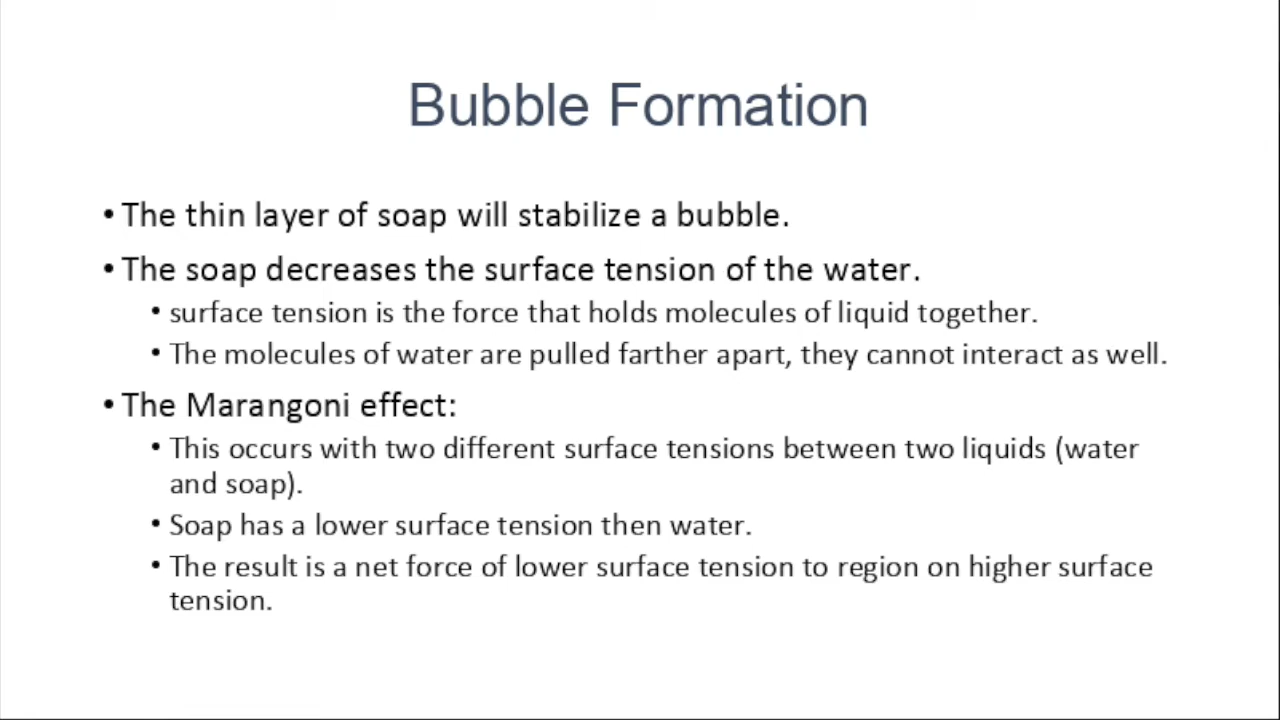 Bubble Formation
• The thin layer of soap will stabilize a bubble.
• The soap decreases the surface tension of the water.
• surface tension is the force that holds molecules of liquid together.
• The molecules of water are pulled farther apart, they cannot interact as well.
• The Marangoni effect:
• This occurs with two different surface tensions between two liquids (water
and soap).
• Soap has a lower surface tension then water.
• The result is a net force of lower surface tension to region on higher surface
tension.